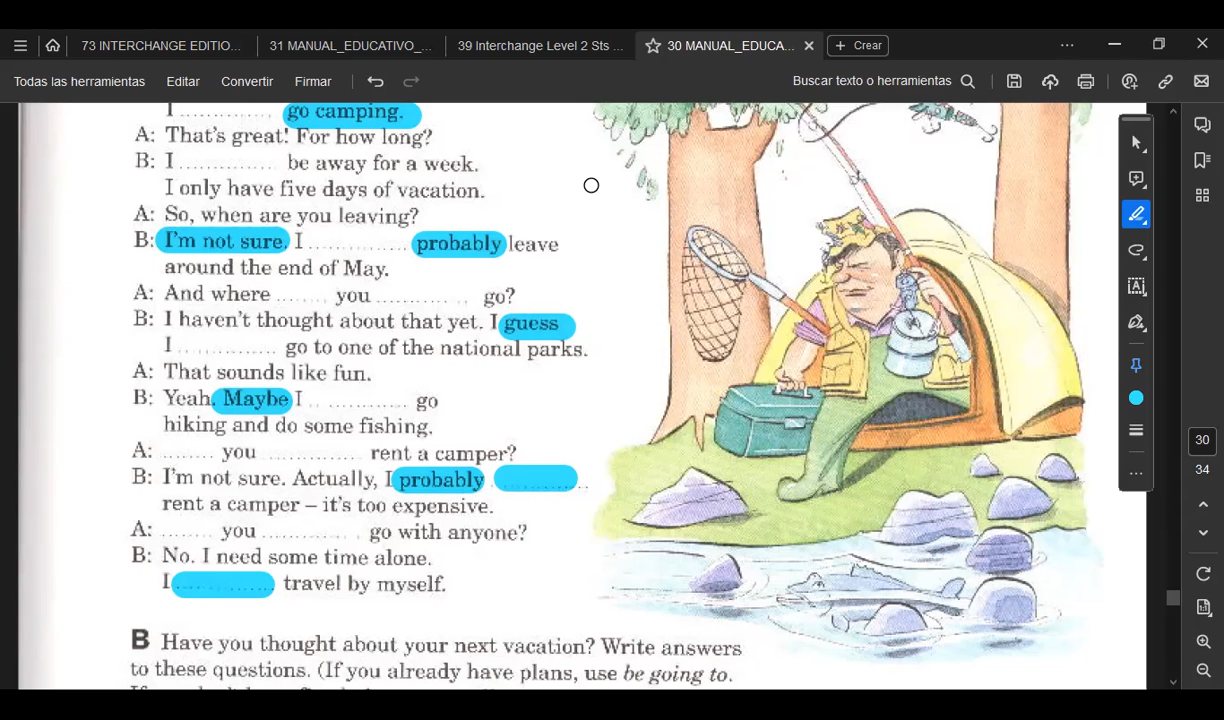 73 INTERCHANGE EDITIO...
31 MANUAL_EDUCATIVO_...
39 Interchange Level 2 Sts ...
30 MANUAL_EDUCA...
Crear
Todas las herramientas
Editar
Convertir
Firmar
Buscar texto o herramientas
I .............. go camping.
A: That's great! For how long?
B: I .............. be away for a week.
I only have five days of vacation.
A: So, when are you leaving?
B: I'm not sure. I .............. probably leave
around the end of May.
A: And where ........ you .............. go?
B: I haven't thought about that yet. I guess
I .............. go to one of the national parks.
A: That sounds like fun.
B: Yeah. Maybe I .............. go
hiking and do some fishing.
A: ........ you .............. rent a camper?
B: I'm not sure. Actually, I probably ..............
rent a camper – it's too expensive.
A: ........ you .............. go with anyone?
B: No. I need some time alone.
I .............. travel by myself.
B Have you thought about your next vacation? Write answers
to these questions. (If you already have plans, use be going to.
30
34